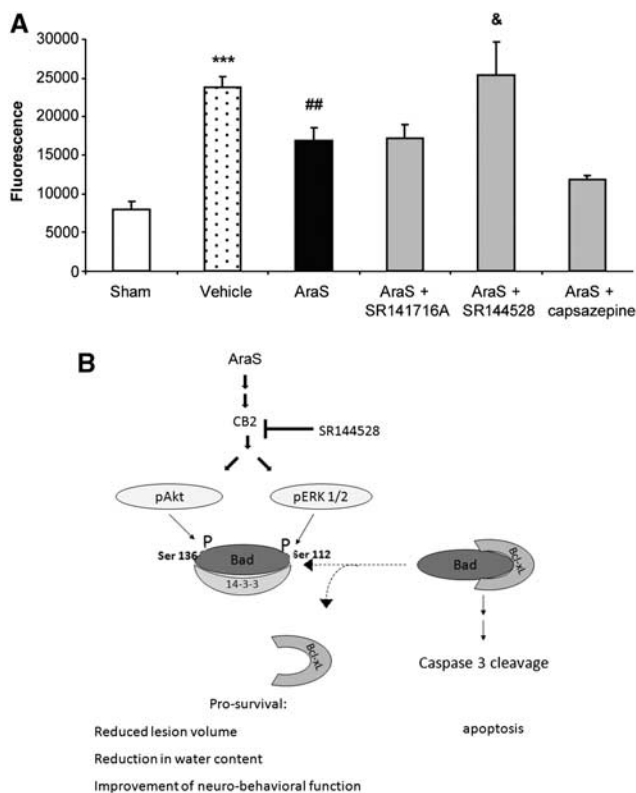 A
Fluorescence
30000
25000
20000
15000
10000
5000
0
***
##
&
Sham
Vehicle
AraS
AraS +
SR141716A
AraS +
SR144528
AraS +
capsazepine
B
AraS
CB2
SR144528
pAkt
pERK 1/2
P
P
Ser 136
Ser 112
Bad
14-3-3
Bad
Bcl-xL
Bcl-xL
Caspase 3 cleavage
Pro-survival:
Reduced lesion volume
apoptosis
Reduction in water content
Improvement of neuro-behavioral function